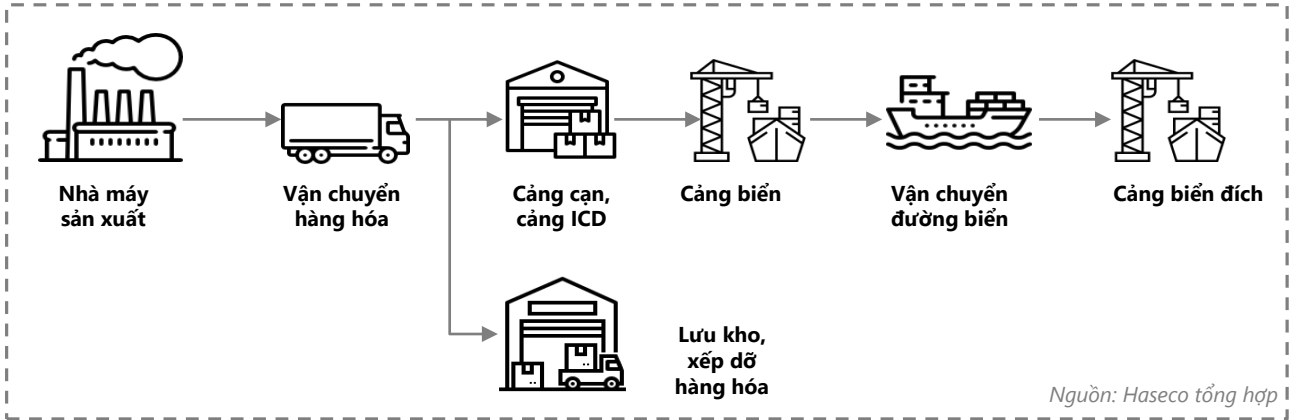 Nhà máy
sản xuất
Vận chuyển
hàng hóa
Cảng cạn,
cảng ICD
Cảng biển
Vận chuyển
đường biển
Cảng biển đích
Lưu kho,
xếp dỡ
hàng hóa
Nguồn: Haseco tổng hợp